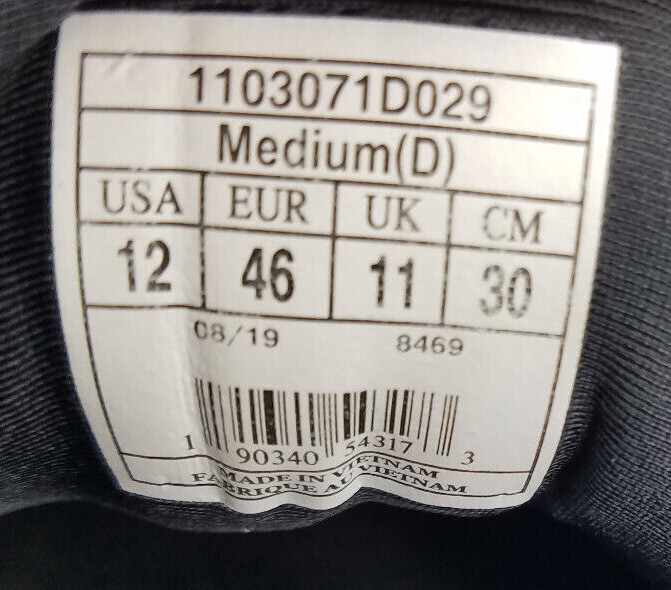 1103071D029
Medium(D)
USA EUR UK CM
12 46 11 30
08/19 8469
1 90340 54317 3
MADE IN VIETNAM
FABRIQUE AU VIETNAM